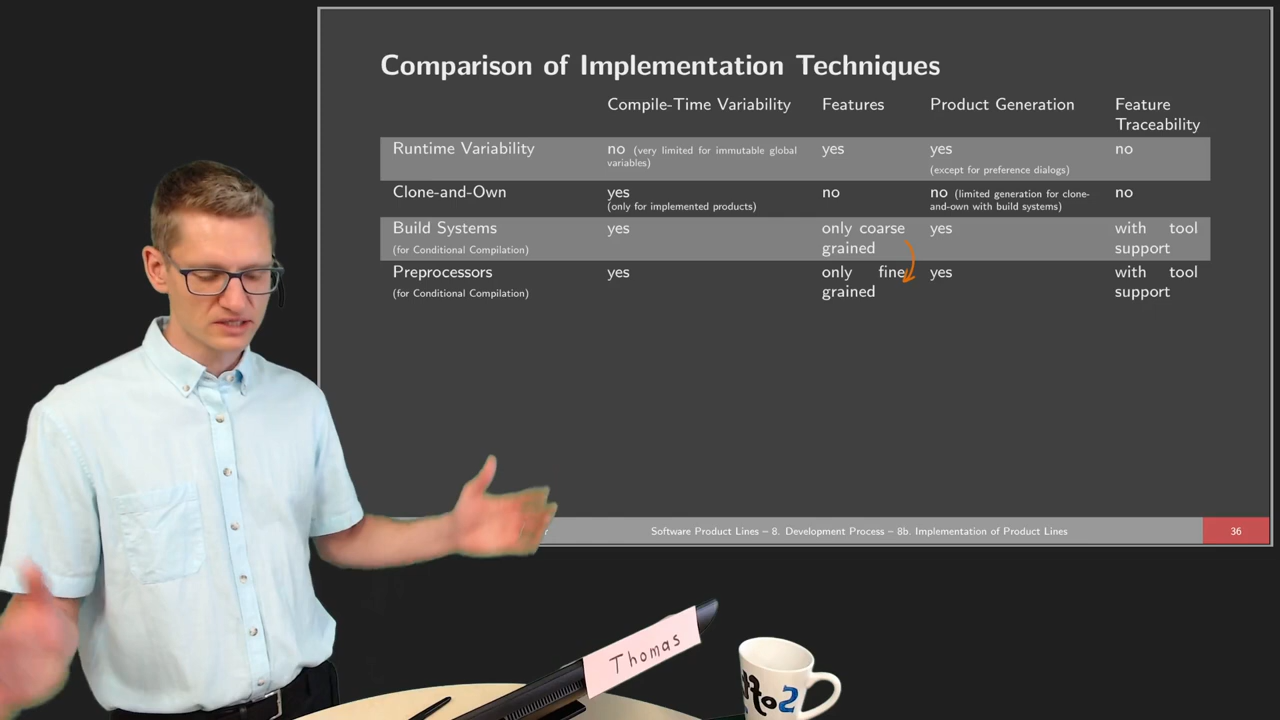 Comparison of Implementation Techniques
Compile-Time Variability Features Product Generation Feature
Traceability
Runtime Variability no (very limited for immutable global yes yes no
variables) (except for preference dialogs)
Clone-and-Own yes no no (limited generation for clone-
(only for implemented products) and-own with build systems) no
Build Systems yes only coarse yes with tool
(for Conditional Compilation) grained support
Preprocessors yes only fine yes with tool
(for Conditional Compilation) grained support
Software Product Lines – 8. Development Process – 8b. Implementation of Product Lines 36
Thomas